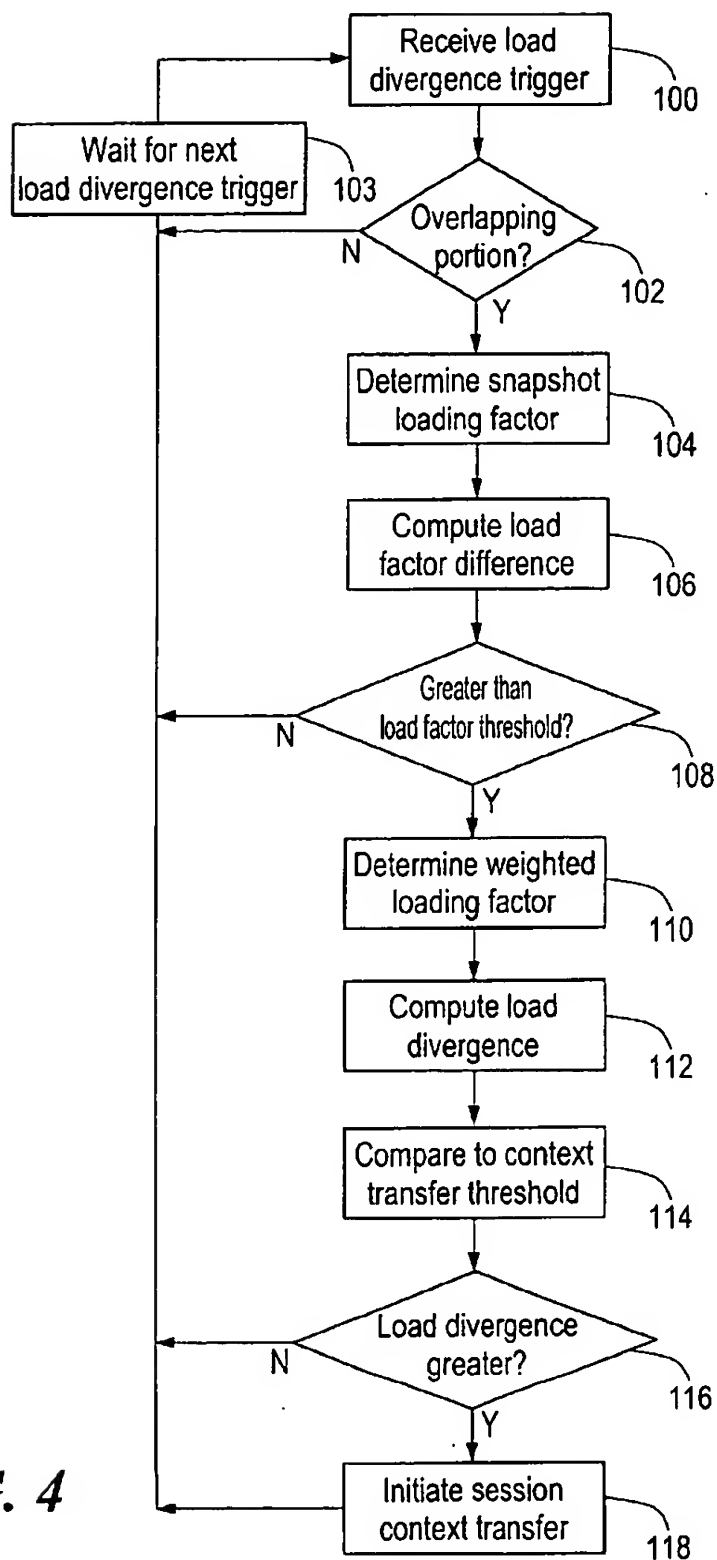 Receive load
divergence trigger
100
Wait for next
load divergence trigger
103
Overlapping
portion?
102
N
Y
Determine snapshot
loading factor
104
Compute load
factor difference
106
Greater than
load factor threshold?
108
N
Y
Determine weighted
loading factor
110
Compute load
divergence
112
Compare to context
transfer threshold
114
Load divergence
greater?
116
N
Y
Initiate session
context transfer
118
. 4